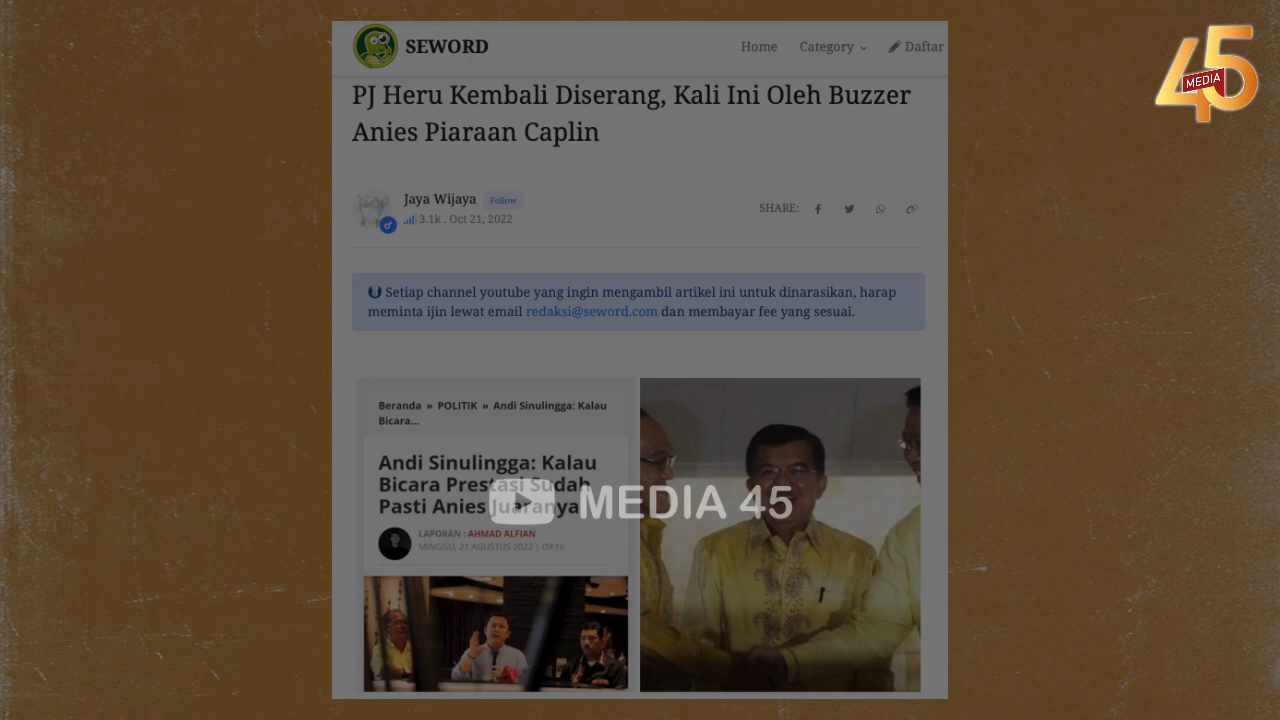 SEWORD
Home Category Daftar
45
MEDIA
PJ Heru Kembali Diserang, Kali Ini Oleh Buzzer
Anies Piaraan Caplin
Jaya Wijaya Follow
3.1k . Oct 21, 2022
SHARE:
Setiap channel youtube yang ingin mengambil artikel ini untuk dinarasikan, harap
meminta ijin lewat email redaksi@seword.com dan membayar fee yang sesuai.
Beranda » POLITIK » Andi Sinulingga: Kalau
Bicara...
Andi Sinulingga: Kalau
Bicara Prestasi Sudah
Pasti Anies Juaranya
MEDIA 45
LAPORAN : AHMAD ALFIAN
MINGGU, 21 AGUSTUS 2022 | 09:16